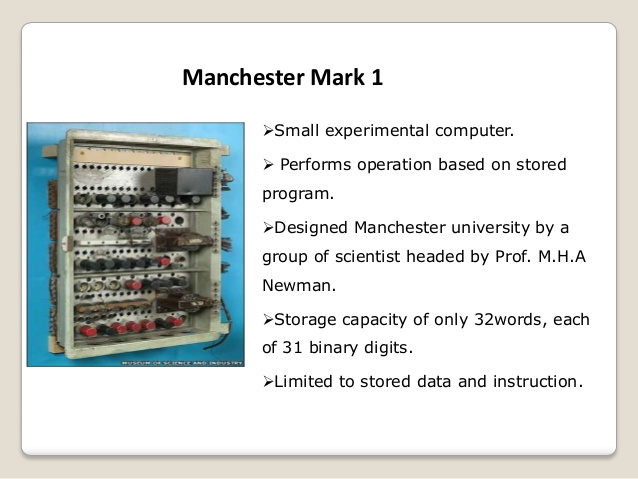 Manchester Mark 1
➢Small experimental computer.
➢ Performs operation based on stored
program.
➢Designed Manchester university by a
group of scientist headed by Prof. M.H.A
Newman.
➢Storage capacity of only 32words, each
of 31 binary digits.
➢Limited to stored data and instruction.
MUSEUM OF SCIENCE AND INDUSTRY